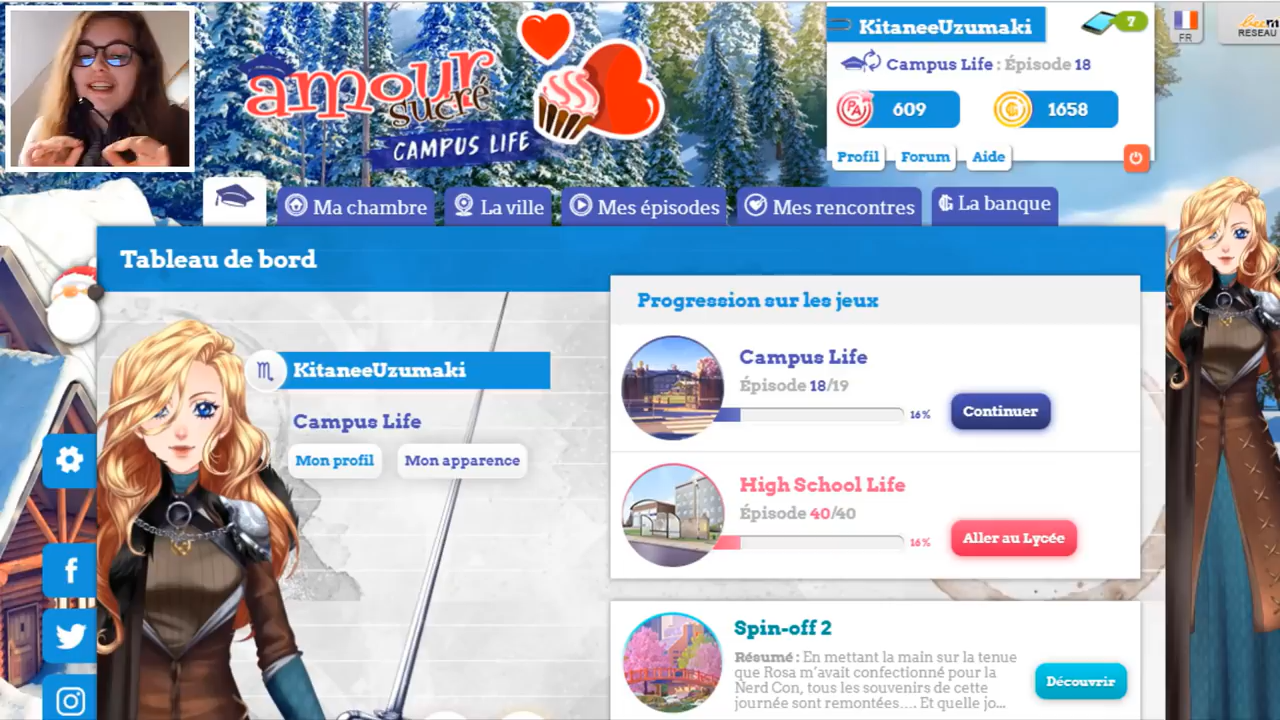 amour
sucré
CAMPUS LIFE
KitaneeUzumaki
7
FR
RESEAU
Campus Life : Épisode 18
PA
609
1658
Profil
Forum
Aide
Ma chambre
La ville
Mes épisodes
Mes rencontres
La banque
Tableau de bord
KitaneeUzumaki
Campus Life
Mon profil
Mon apparence
Progression sur les jeux
Campus Life
Épisode 18/19
16%
Continuer
High School Life
Épisode 40/40
16%
Aller au Lycée
Spin-off 2
Résumé : En mettant la main sur la tenue
que Rosa m'avait confectionné pour la
Nerd Con, tous les souvenirs de cette
journée sont remontées…. Et quelle jo...
Découvrir